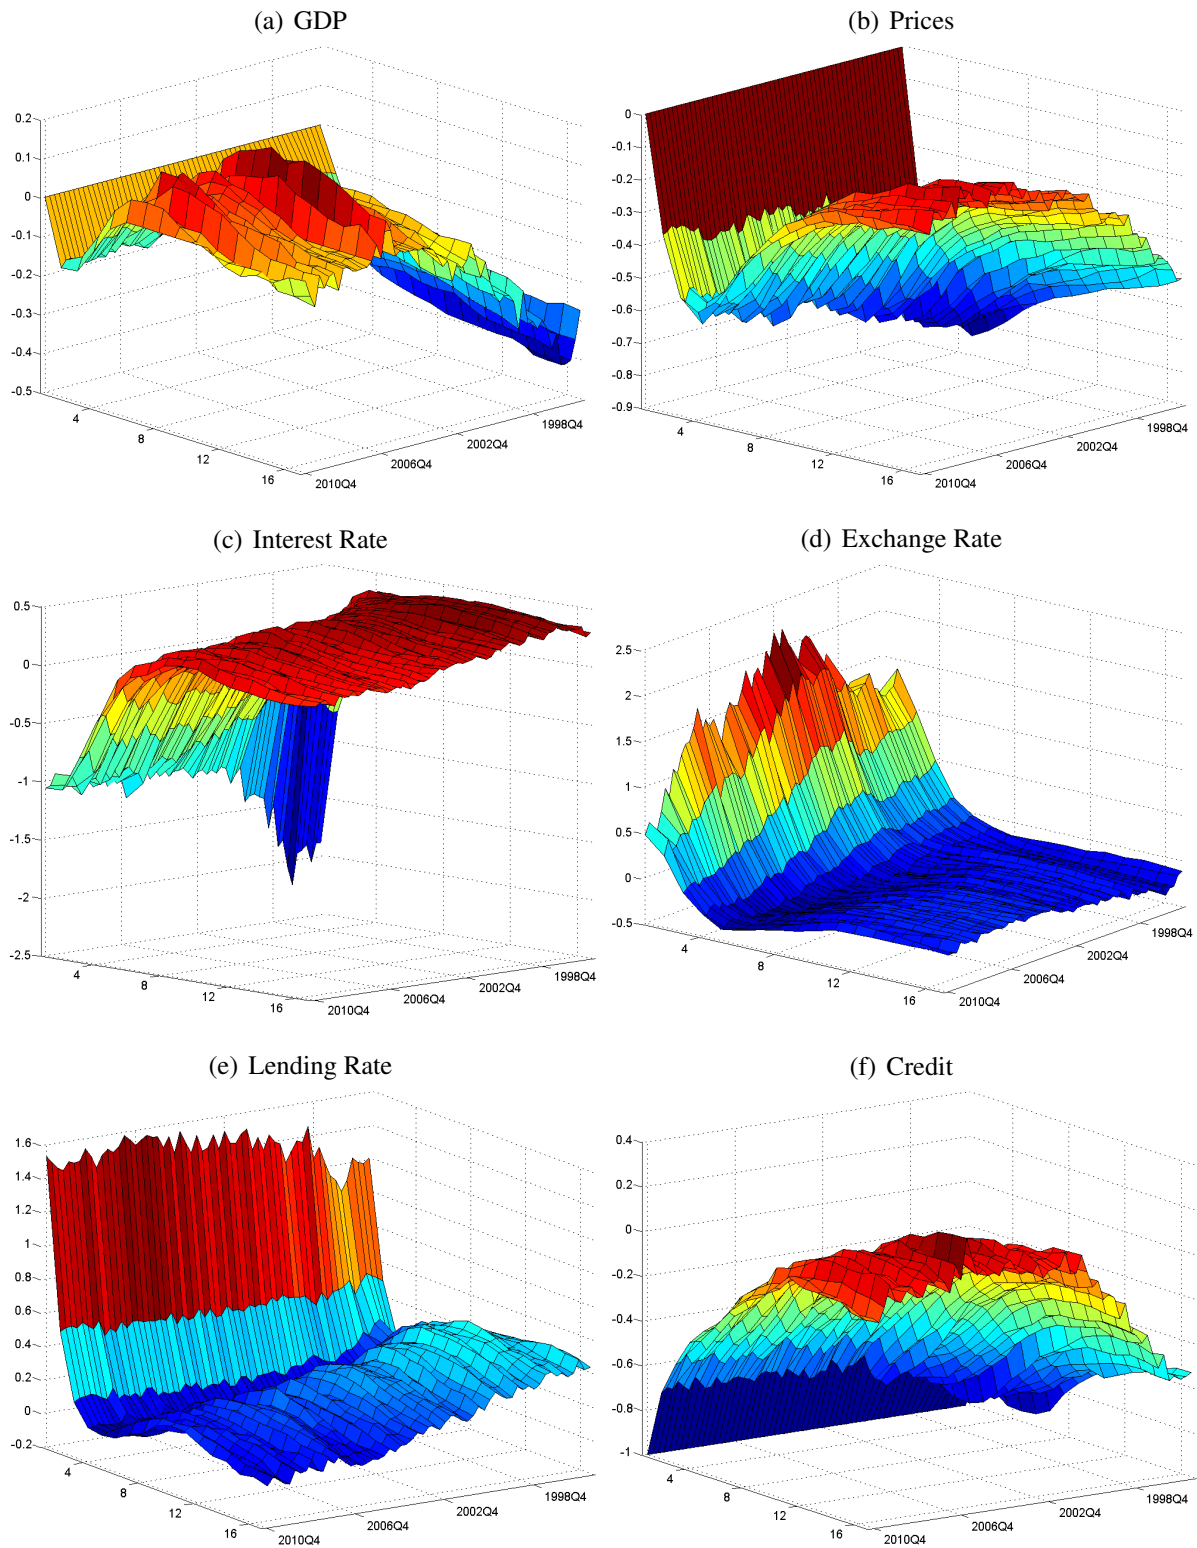 (a) GDP
0.2
0.1
0
-0.1
-0.2
-0.3
-0.4
-0.5
4
8
12
16
2010Q4
2006Q4
2002Q4
1998Q4
(b) Prices
0
-0.1
-0.2
-0.3
-0.4
-0.5
-0.6
-0.7
-0.8
-0.9
4
8
12
16
2010Q4
2006Q4
2002Q4
1998Q4
(c) Interest Rate
0.5
0
-0.5
-1
-1.5
-2
-2.5
4
8
12
16
2010Q4
2006Q4
2002Q4
1998Q4
(d) Exchange Rate
2.5
2
1.5
1
0.5
0
-0.5
4
8
12
16
2010Q4
2006Q4
2002Q4
1998Q4
(e) Lending Rate
1.6
1.4
1.2
1
0.8
0.6
0.4
0.2
0
-0.2
4
8
12
16
2010Q4
2006Q4
2002Q4
1998Q4
(f) Credit
0.4
0.2
0
-0.2
-0.4
-0.6
-0.8
-1
4
8
12
16
2010Q4
2006Q4
2002Q4
1998Q4